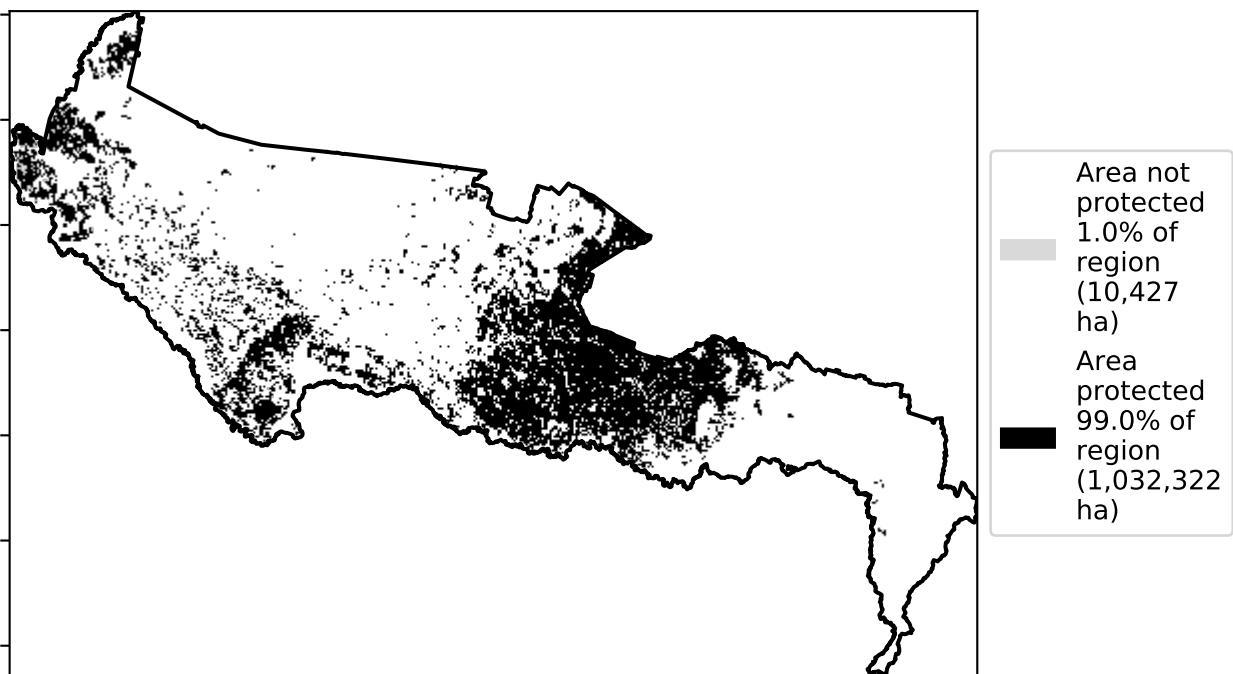 Area not
protected
1.0% of
region
(10,427
ha)
Area
protected
99.0% of
region
(1,032,322
ha)